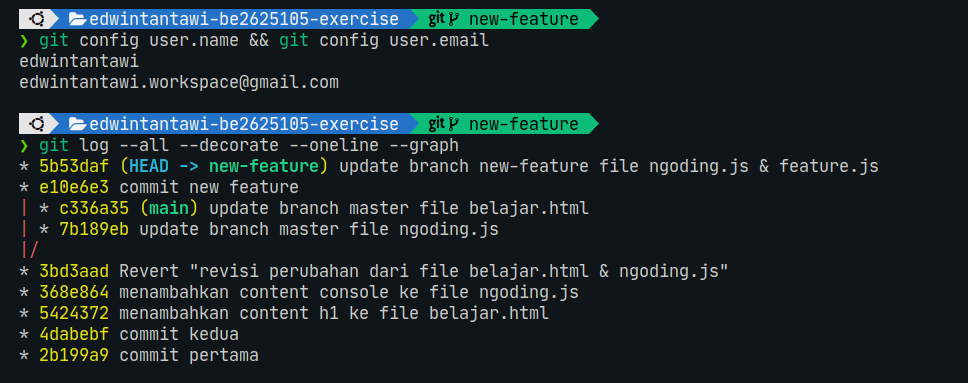 edwintantawi-be2625105-exercise git new-feature
❯ git config user.name && git config user.email
edwintantawi
edwintantawi.workspace@gmail.com
edwintantawi-be2625105-exercise git new-feature
❯ git log --all --decorate --oneline --graph
* 5b53daf (HEAD -> new-feature) update branch new-feature file ngoding.js & feature.js
* e10e6e3 commit new feature
| * c336a35 (main) update branch master file belajar.html
| * 7b189eb update branch master file ngoding.js
|/
* 3bd3aad Revert "revisi perubahan dari file belajar.html & ngoding.js"
* 368e864 menambahkan content console ke file ngoding.js
* 5424372 menambahkan content h1 ke file belajar.html
* 4dabebf commit kedua
* 2b199a9 commit pertama